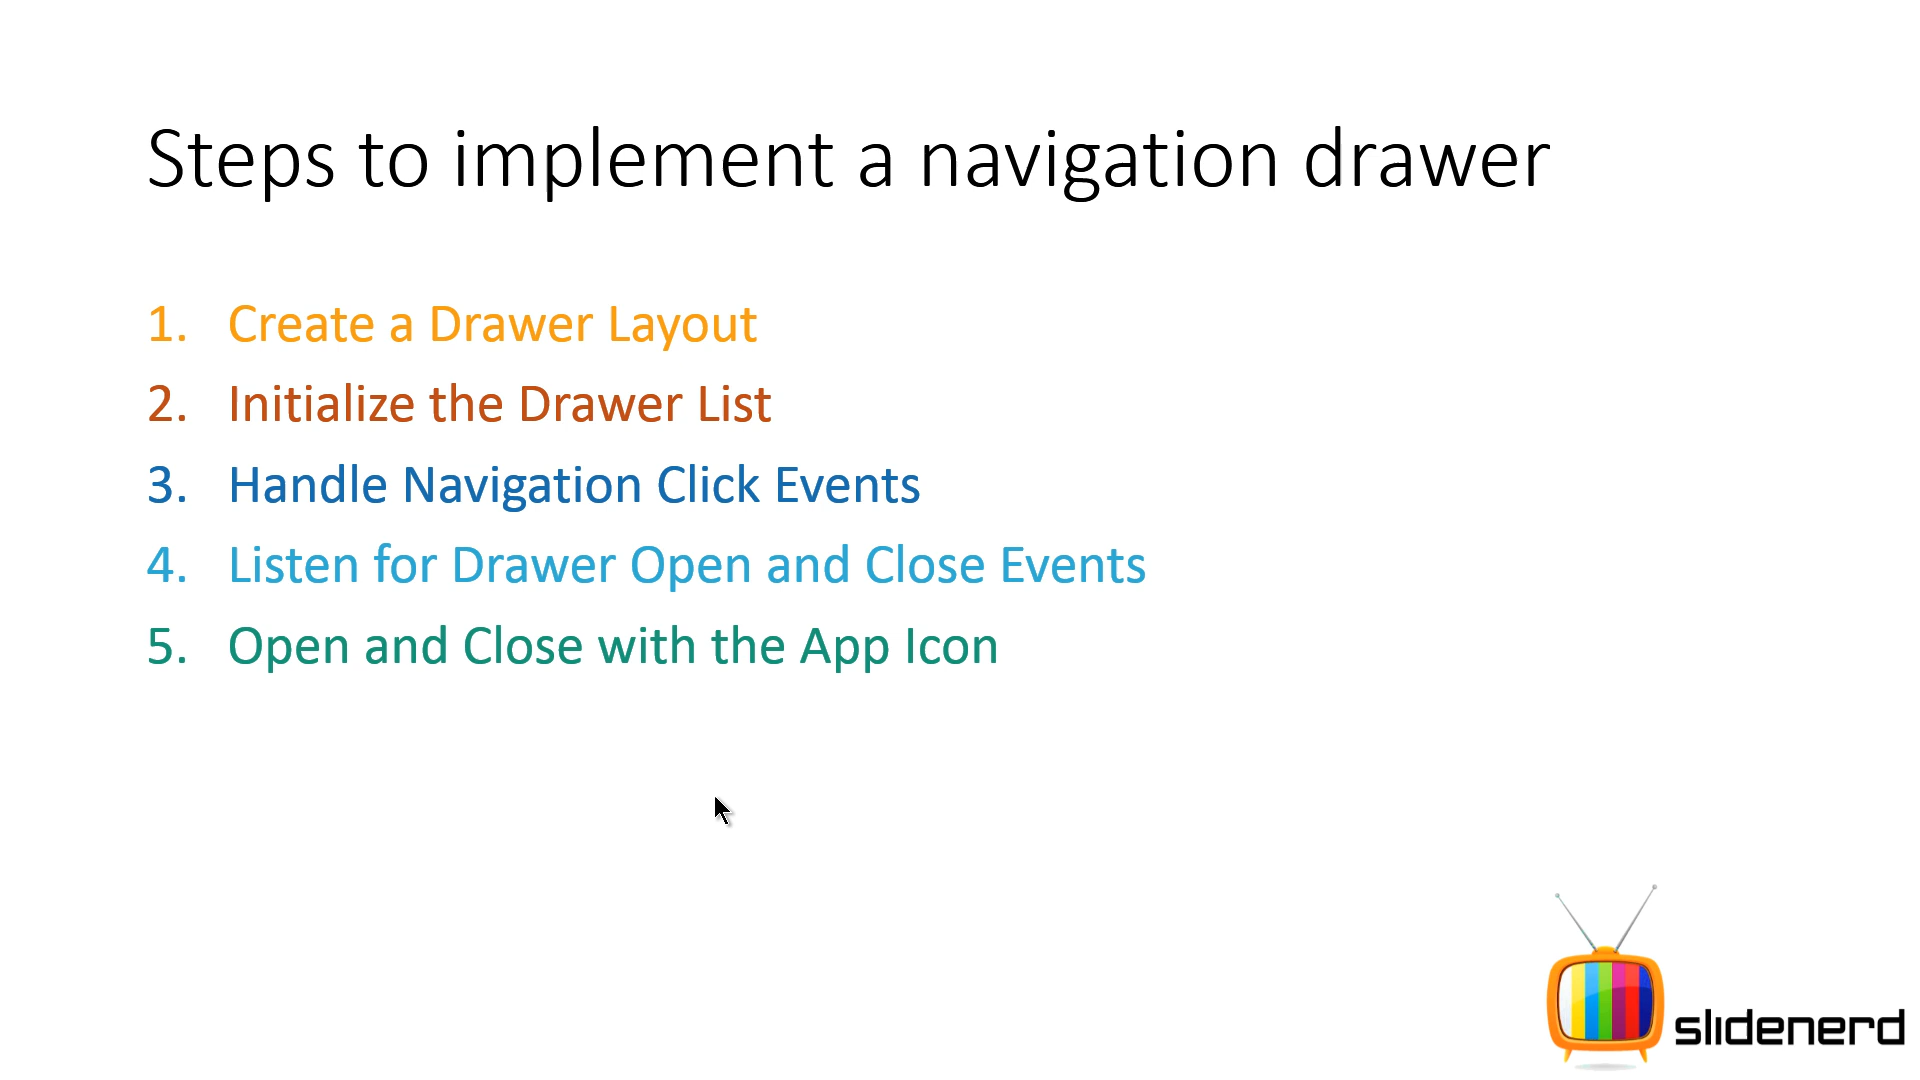 Steps to implement a navigation drawer
1. Create a Drawer Layout
2. Initialize the Drawer List
3. Handle Navigation Click Events
4. Listen for Drawer Open and Close Events
5. Open and Close with the App Icon
slidenerd